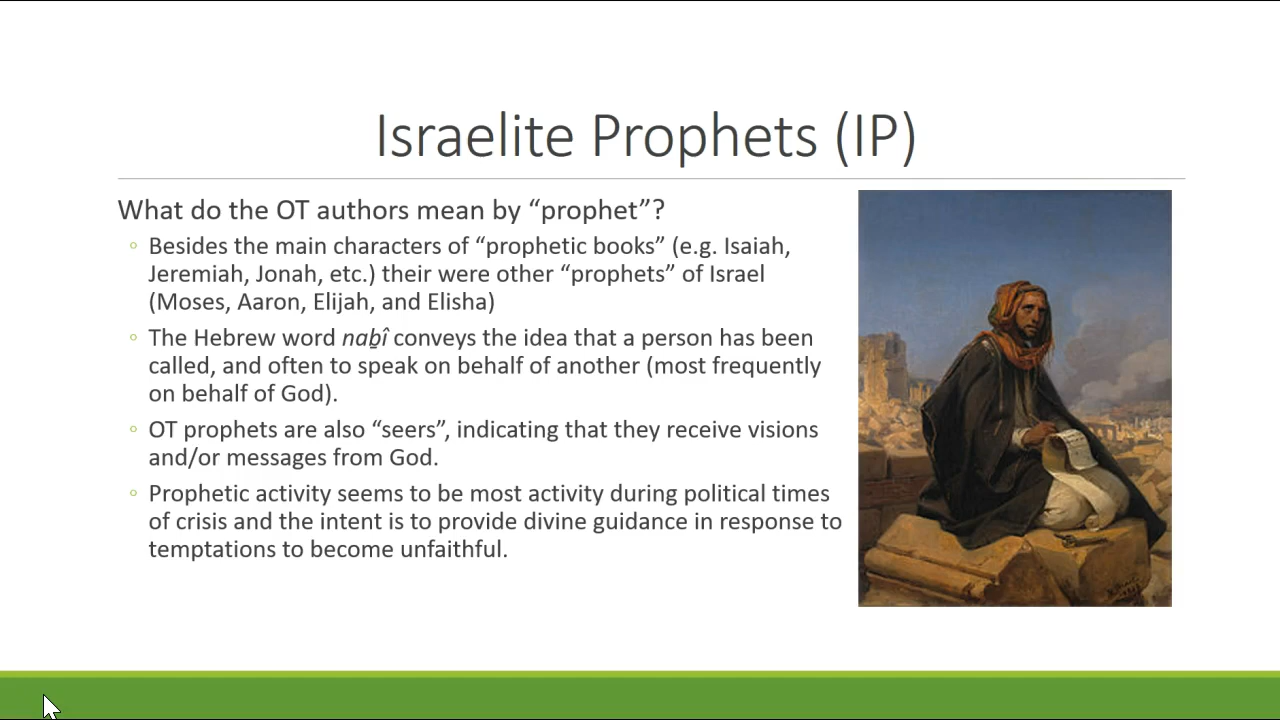 Israelite Prophets (IP)
What do the OT authors mean by “prophet”?
◦ Besides the main characters of “prophetic books” (e.g. Isaiah,
Jeremiah, Jonah, etc.) their were other “prophets” of Israel
(Moses, Aaron, Elijah, and Elisha)
◦ The Hebrew word naḇî conveys the idea that a person has been
called, and often to speak on behalf of another (most frequently
on behalf of God).
◦ OT prophets are also “seers”, indicating that they receive visions
and/or messages from God.
◦ Prophetic activity seems to be most activity during political times
of crisis and the intent is to provide divine guidance in response to
temptations to become unfaithful.